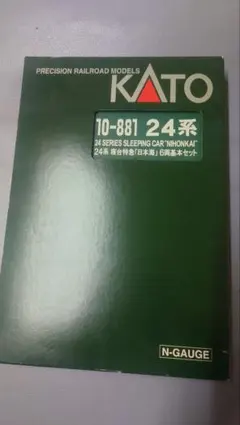 PRECISION RAILROAD MODELS
KATO
10-881 24系
24 SERIES SLEEPING CAR "NIHONKAI"
24系 寝台特急「日本海」6両基本セット
N-GAUGE